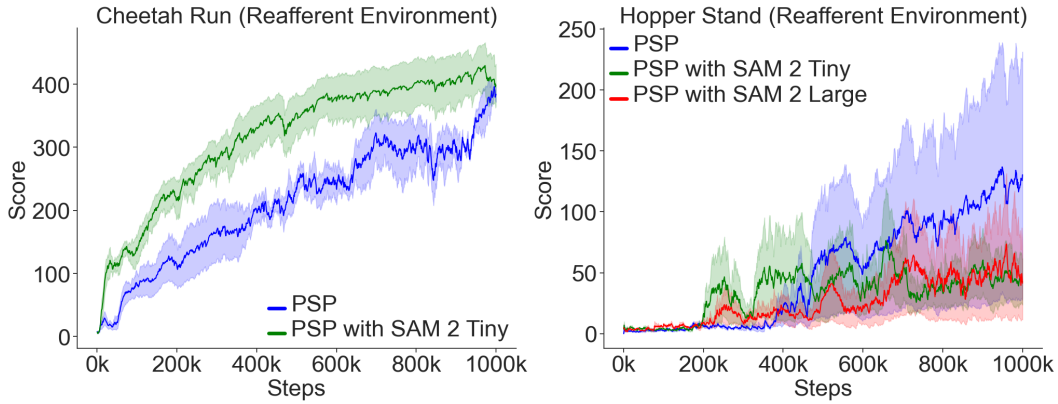 Cheetah Run (Reafferent Environment)
400
300
200
100
0
Score
PSP
PSP with SAM 2 Tiny
0k 200k 400k 600k 800k 1000k
Steps
Hopper Stand (Reafferent Environment)
250
200
150
100
50
0
Score
PSP
PSP with SAM 2 Tiny
PSP with SAM 2 Large
0k 200k 400k 600k 800k 1000k
Steps